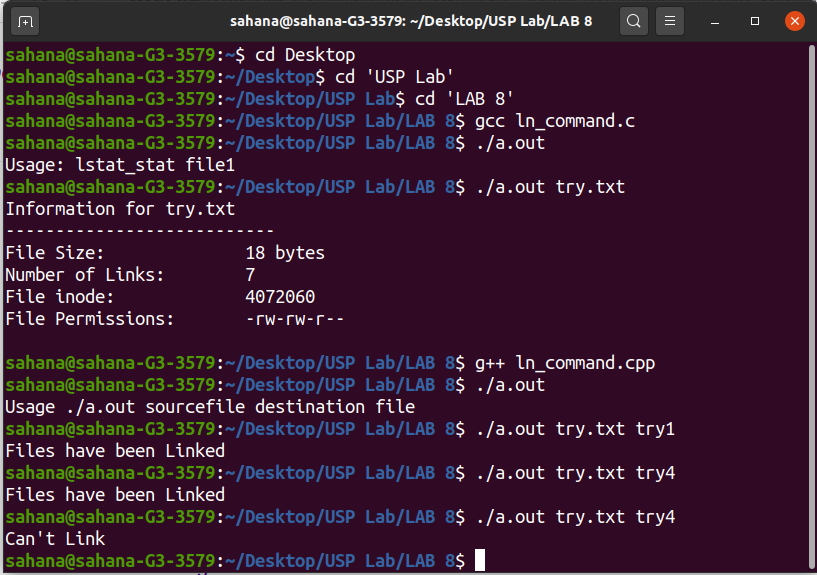 sahana@sahana-G3-3579: ~/Desktop/USP Lab/LAB 8
sahana@sahana-G3-3579:~$ cd Desktop
sahana@sahana-G3-3579:~/Desktop$ cd 'USP Lab'
sahana@sahana-G3-3579:~/Desktop/USP Lab$ cd 'LAB 8'
sahana@sahana-G3-3579:~/Desktop/USP Lab/LAB 8$ gcc ln_command.c
sahana@sahana-G3-3579:~/Desktop/USP Lab/LAB 8$ ./a.out
Usage: lstat_stat file1
sahana@sahana-G3-3579:~/Desktop/USP Lab/LAB 8$ ./a.out try.txt
Information for try.txt
---------------------------
File Size:              18 bytes
Number of Links:        7
File inode:             4072060
File Permissions:       -rw-rw-r--
sahana@sahana-G3-3579:~/Desktop/USP Lab/LAB 8$ g++ ln_command.cpp
sahana@sahana-G3-3579:~/Desktop/USP Lab/LAB 8$ ./a.out
Usage ./a.out sourcefile destination file
sahana@sahana-G3-3579:~/Desktop/USP Lab/LAB 8$ ./a.out try.txt try1
Files have been Linked
sahana@sahana-G3-3579:~/Desktop/USP Lab/LAB 8$ ./a.out try.txt try4
Files have been Linked
sahana@sahana-G3-3579:~/Desktop/USP Lab/LAB 8$ ./a.out try.txt try4
Can't Link
sahana@sahana-G3-3579:~/Desktop/USP Lab/LAB 8$